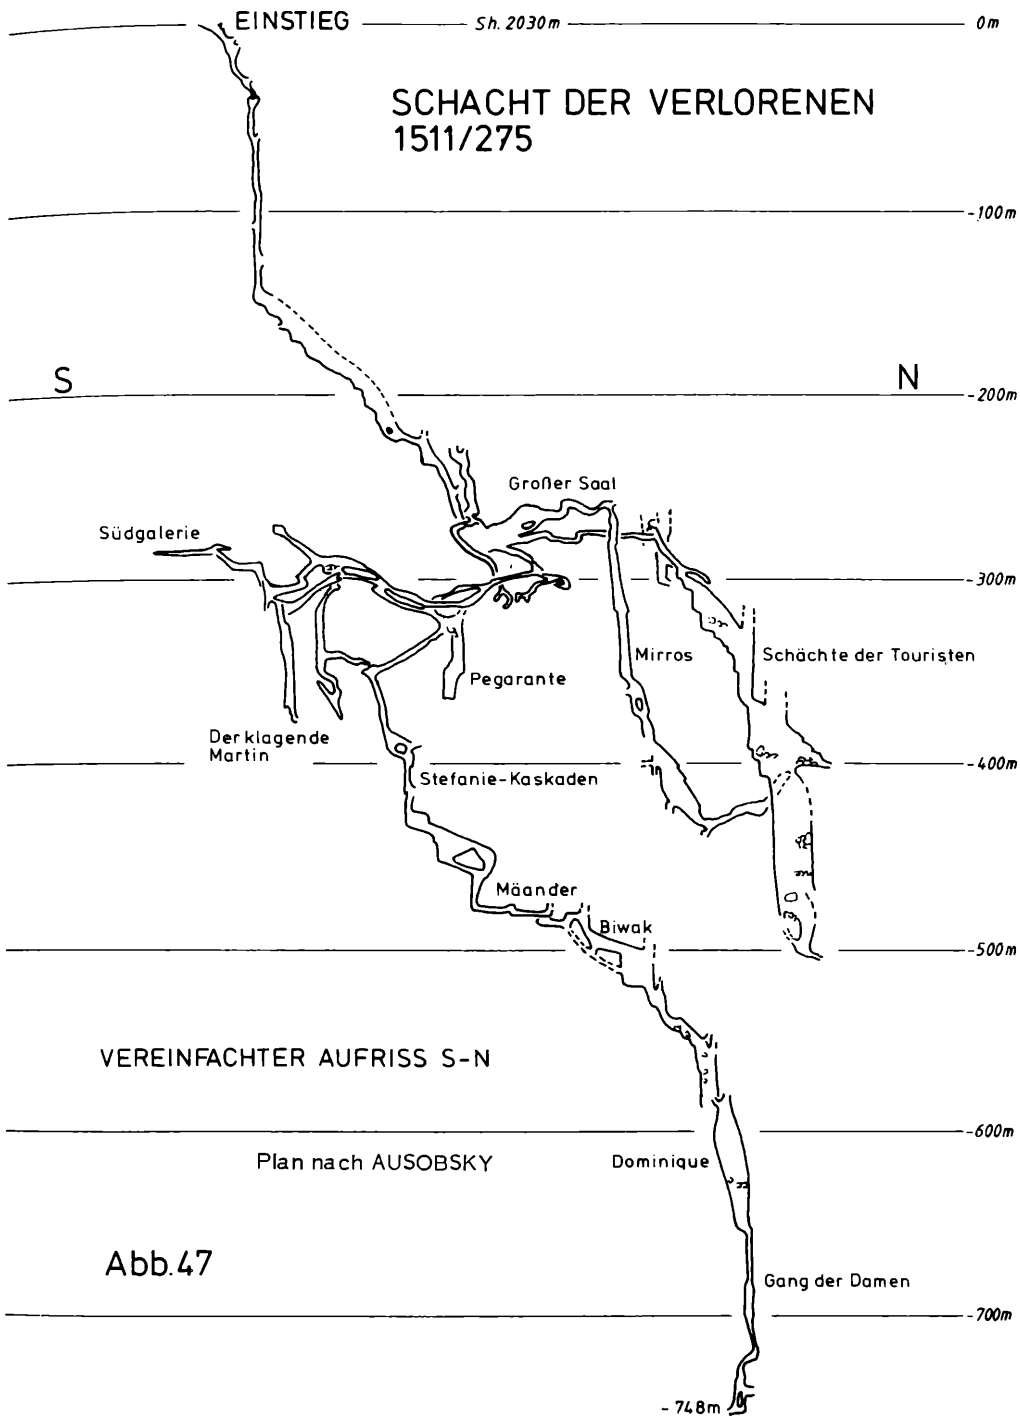 EINSTIEG Sh. 2030m 0m
SCHACHT DER VERLORENEN
1511/275
-100m
S N
-200m
Großer Saal
Südgalerie
-300m
Mirros Schächte der Touristen
Pegarante
Der klagende
Martin
-400m
Stefanie-Kaskaden
Mäander
Biwak
-500m
VEREINFACHTER AUFRISS S-N
-600m
Plan nach AUSOBSKY Dominique
Abb.47
Gang der Damen
-700m
-748m